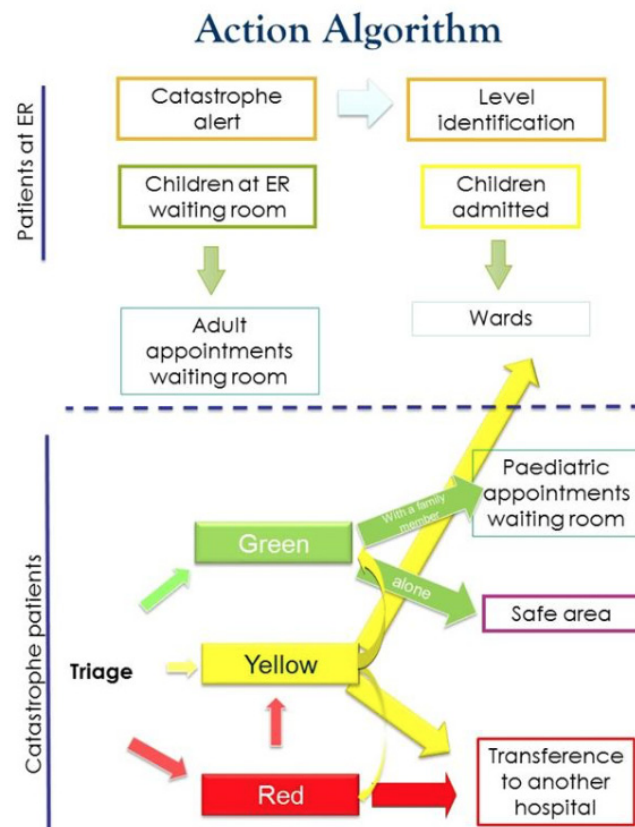 Action Algorithm
Patients at ER
Catastrophe
alert
Level
identification
Children at ER
waiting room
Children
admitted
Adult
appointments
waiting room
Wards
Catastrophe patients
Triage
Green
With a family
member
alone
Paediatric
appointments
waiting room
Safe area
Yellow
Red
Transference
to another
hospital